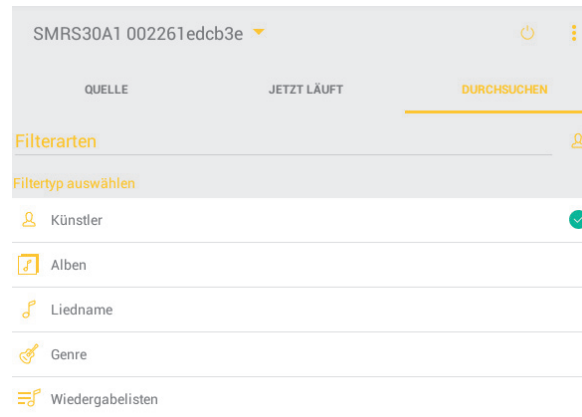 SMRS30A1 002261edcb3e
QUELLE JETZT LÄUFT DURCHSUCHEN
Filterarten
Filtertyp auswählen
Künstler
Alben
Liedname
Genre
Wiedergabelisten